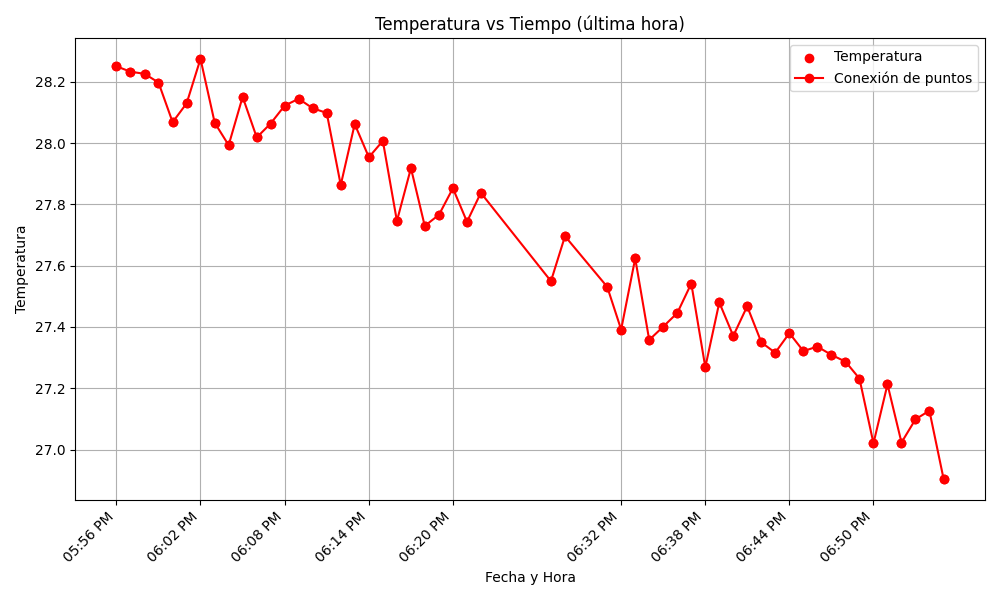 Temperatura vs Tiempo (última hora)
Temperatura
Conexión de puntos
28.2
28.0
27.8
27.6
27.4
27.2
27.0
Temperatura
05:56 PM
06:02 PM
06:08 PM
06:14 PM
06:20 PM
06:32 PM
06:38 PM
06:44 PM
06:50 PM
Fecha y Hora